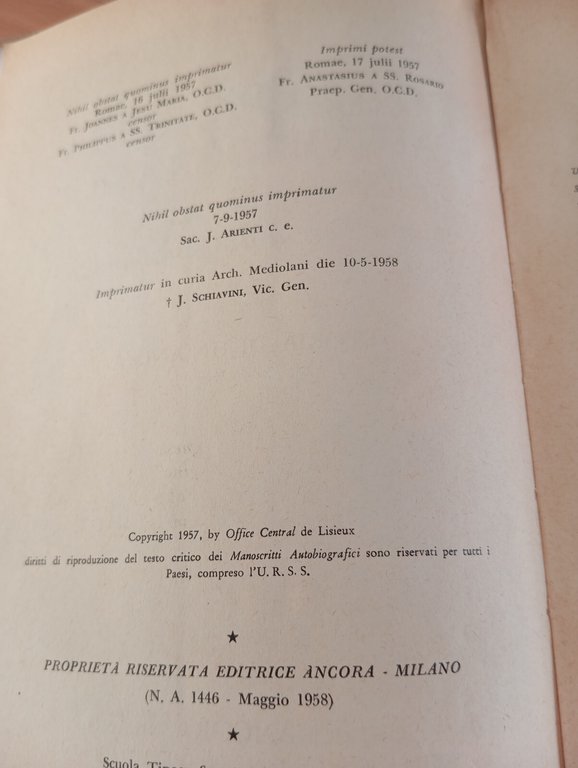 Nihil obstat quominus imprimatur
Romae, 16 julii 1957
Fr. Joannes a Jesu Maria, O.C.D.
censor
Fr. Philippus a SS. Trinitate, O.C.D.
censor
Imprimi potest
Romae, 17 julii 1957
Fr. Anastasius a SS. Rosario
Praep. Gen. O.C.D.
Nihil obstat quominus imprimatur
7-9-1957
Sac. J. Arienti c. e.
Imprimatur in curia Arch. Mediolani die 10-5-1958
† J. Schiavini, Vic. Gen.
Copyright 1957, by Office Central de Lisieux
diritti di riproduzione del testo critico dei Manoscritti Autobiografici sono riservati per tutti i
Paesi, compreso l'U. R. S. S.
★
PROPRIETÀ RISERVATA EDITRICE ÀNCORA - MILANO
(N. A. 1446 - Maggio 1958)
★
Scuola